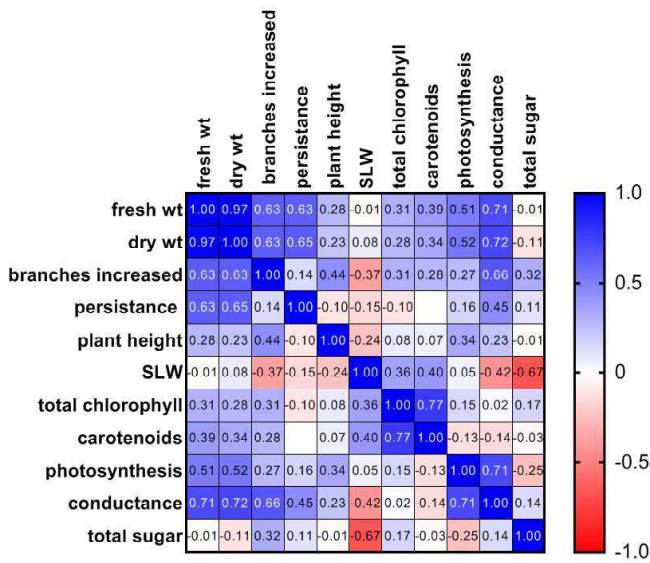 fresh wt
dry wt
branches increased
persistance
plant height
SLW
total chlorophyll
carotenoids
photosynthesis
conductance
total sugar
fresh wt 1.00 0.97 0.63 0.63 0.28 -0.01 0.31 0.39 0.51 0.71 -0.01
dry wt 0.97 1.00 0.63 0.65 0.23 0.08 0.28 0.34 0.52 0.72 -0.11
branches increased 0.63 0.63 1.00 0.14 0.44 -0.37 0.31 0.28 0.27 0.66 0.32
persistance 0.63 0.65 0.14 1.00 -0.10 -0.15 -0.10 0.16 0.45 0.11
plant height 0.28 0.23 0.44 -0.10 1.00 -0.24 0.08 0.07 0.34 0.23 -0.01
SLW -0.01 0.08 -0.37 -0.15 -0.24 1.00 0.36 0.40 0.05 -0.42 -0.67
total chlorophyll 0.31 0.28 0.31 -0.10 0.08 0.36 1.00 0.77 0.15 0.02 0.17
carotenoids 0.39 0.34 0.28 0.07 0.40 0.77 1.00 -0.13 -0.14 -0.03
photosynthesis 0.51 0.52 0.27 0.16 0.34 0.05 0.15 -0.13 1.00 0.71 -0.25
conductance 0.71 0.72 0.66 0.45 0.23 -0.42 0.02 -0.14 0.71 1.00 0.14
total sugar -0.01 -0.11 0.32 0.11 -0.01 -0.67 0.17 -0.03 -0.25 0.14 1.00
1.0
0.5
0
-0.5
-1.0